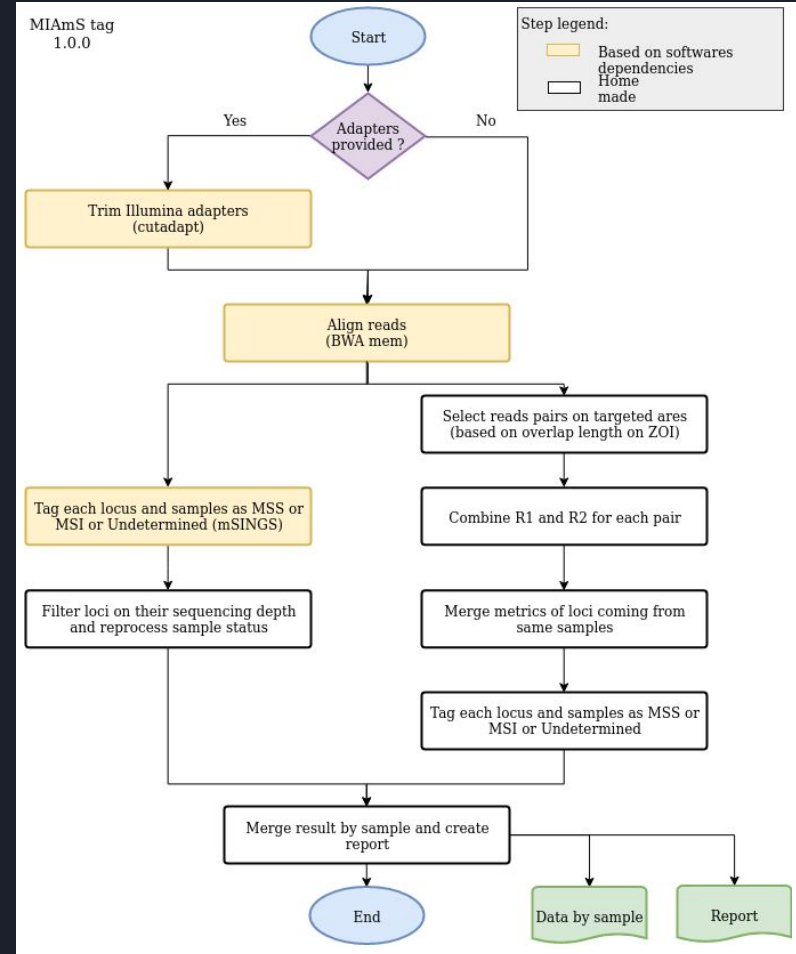 MIAmS tag
1.0.0
Start
Step legend:
Based on softwares
dependencies
Home
made
Adapters
provided ?
Yes
No
Trim Illumina adapters
(cutadapt)
Align reads
(BWA mem)
Select reads pairs on targeted ares
(based on overlap length on ZOI)
Tag each locus and samples as MSS or
MSI or Undetermined (mSINGS)
Combine R1 and R2 for each pair
Filter loci on their sequencing depth
and reprocess sample status
Merge metrics of loci coming from
same samples
Tag each locus and samples as MSS or
MSI or Undetermined
Merge result by sample and create
report
End
Data by sample
Report